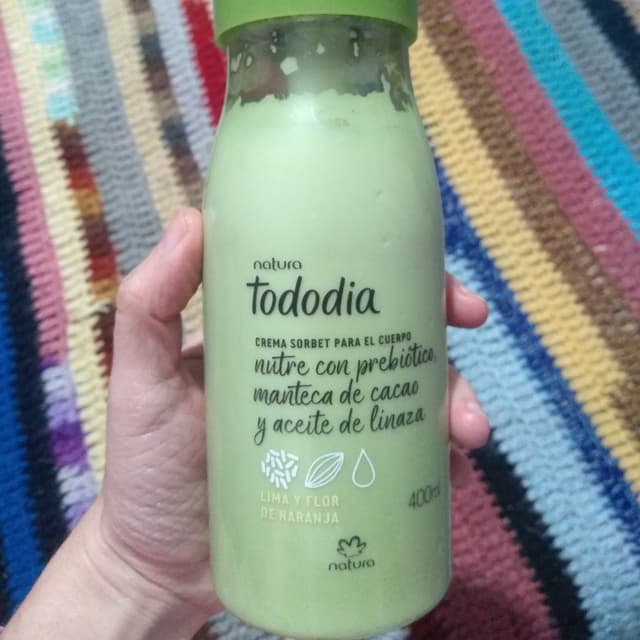 natura
tododia
CREMA SORBET PARA EL CUERPO
nutre con prebiótico,
manteca de cacao
y aceite de linaza
LIMA Y FLOR
DE NARANJA
400ml
natura